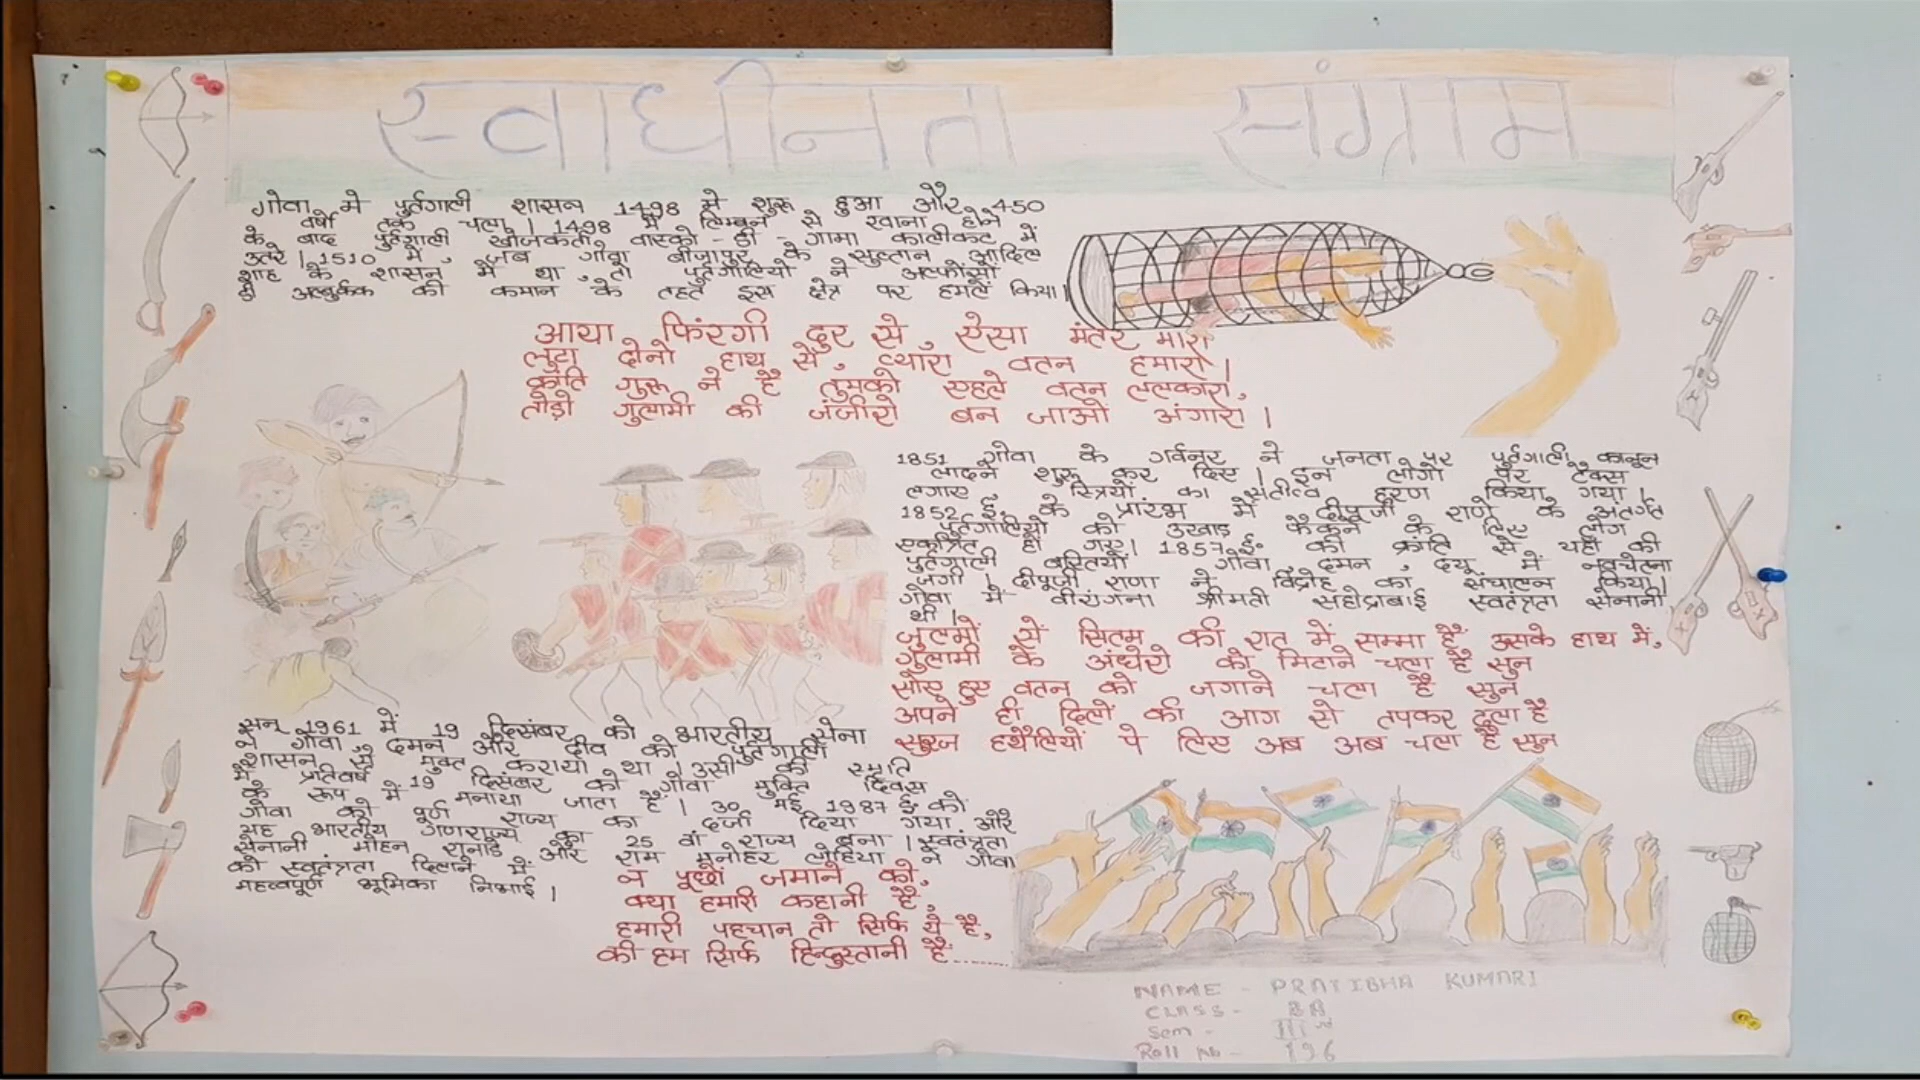 स्वाधीनता संग्राम
गोवा मे पुर्तगाली शासन 1498 मे शुरू हुआ और 450
वर्षो तक चला। 1498 में लिस्बन से रवाना होने
के बाद पुर्तगाली खोजकर्ता वास्को - डी - गामा कालीकट में
उतरे। 1510 में, जब गोवा बीजापुर के सुल्तान आदिल
शाह के शासन में था, तो पुर्तगालियो ने अल्फोंसो
डी अल्बुर्कक की कमान के तहत इस क्षेत्र पर हमले किया।
आया फिंरगी दुर से, ऐसा मंतर मारा
लुटा दोनो हाथ से, प्यारा वतन हमारा।
क्रांति गुरू ने है तुमको पहले वतन ललकारा,
तोड़ो गुलामी की जंजीरो बन जाओ अंगारा।
1851 गोवा के गर्वनर ने जनता पर पुर्तगाली कानून
लादने शुरू कर दिए। इन लोगो पर टैक्स
लगाए, स्त्रियों का सतीत्व हरण किया गया।
1852 ई. के प्रारंभ में दीपूजी राणे के अंतर्गत
पुर्तगालियो को उखाड़ फेंकने के लिए लोग
एकत्रित हो गए। 1857 ई. की क्रांति से यहाँ की
पुर्तगाली बस्तियों गोवा, दमन, दयू में नवचेतना
जगी। दीपूजी राणा ने विद्रोह का संचालन किया।
गोवा में वीरांगना श्रीमती सहोद्राबाई स्वतंत्रता सेनानी
थी।
जुलमों से सितम की रात में सम्मा है उसके हाथ में,
गुलामी के अंधेरो को मिटाने चला है सुन
सोए हुए वतन को जगाने चला है सुन
अपने ही दिलों की आग से तपकर ढला है
सुरज हथैलियों पे लिए अब अब चला है सुन
सन् 1961 में 19 दिसंबर को भारतीय सेना
ने गोवा, दमन और दीव को पुर्तगाली
शासन से मुक्त कराया था। उसी की स्मृति
में प्रतिवर्ष 19 दिसंबर को गोवा मुक्ति दिवस
के रूप में मनाया जाता है। 30 मई 1987 ई. को
गोवा को पूर्ण राज्य का दर्जा दिया गया और
यह भारतीय गणराज्य का 25 वां राज्य बना। स्वतंत्रता
सेनानी मोहन रानाडे और राम मनोहर लोहिया ने गोवा
को स्वतंत्रता दिलाने में
महत्वपूर्ण भूमिका निभाई।
न पूछो जमाने को,
क्या हमारी कहानी है,
हमारी पहचान तो सिर्फ ये है,
की हम सिर्फ हिन्दुस्तानी है........
NAME - PRATIBHA KUMARI
CLASS - BA
Sem - IIIrd
Roll No - 196